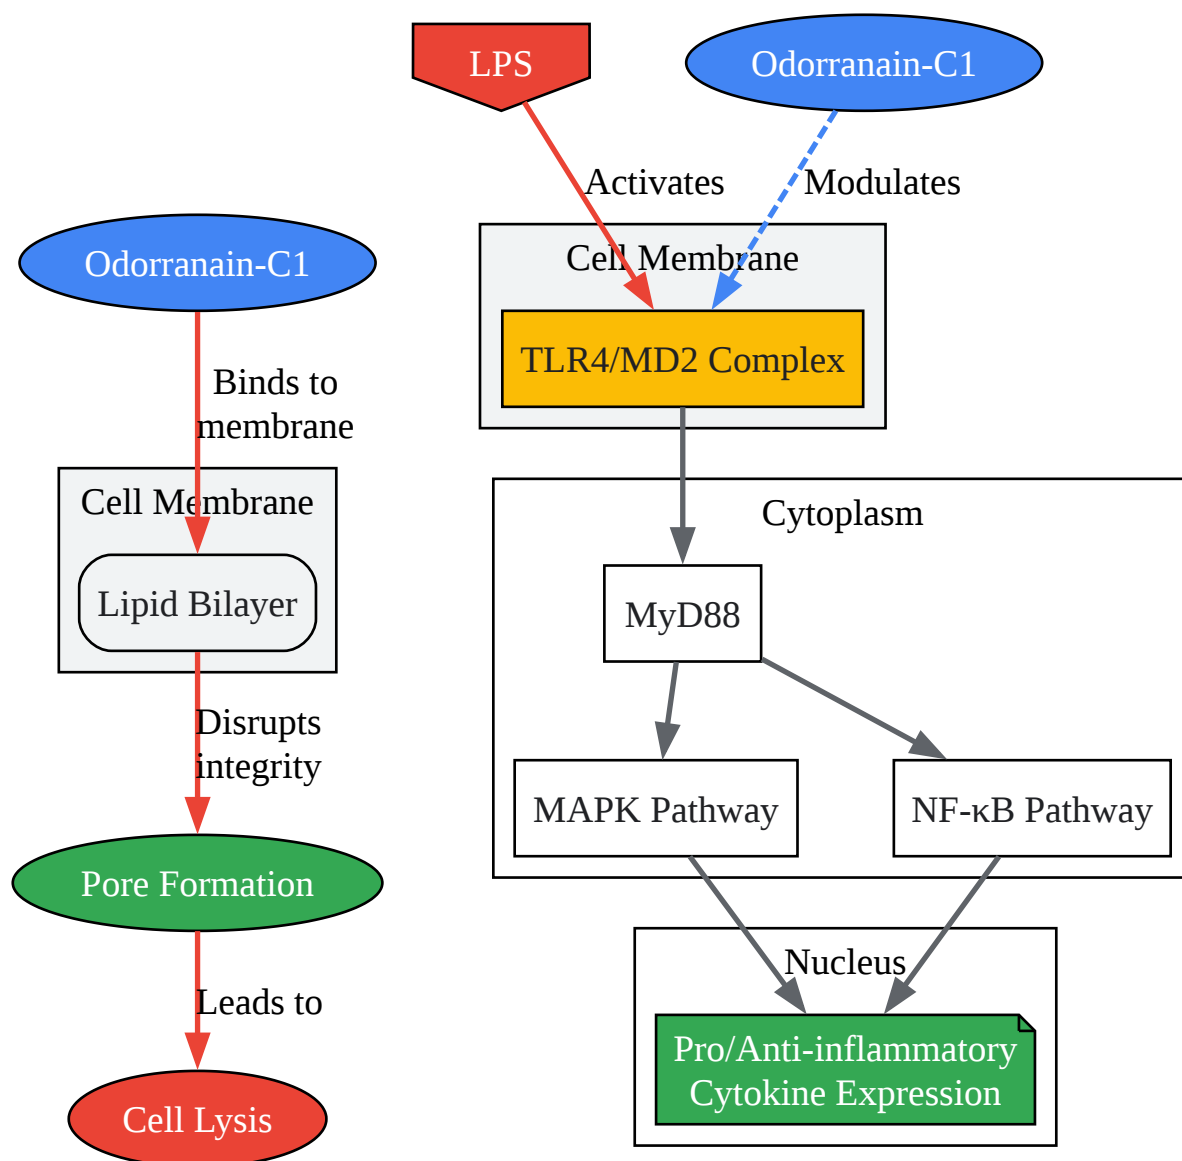 LPS
Odorranain-C1
Activates
Modulates
Cell Membrane
TLR4/MD2 Complex
Cytoplasm
MyD88
MAPK Pathway
NF-κB Pathway
Nucleus
Pro/Anti-inflammatory
Cytokine Expression
Odorranain-C1
Binds to
membrane
Cell Membrane
Lipid Bilayer
Disrupts
integrity
Pore Formation
Leads to
Cell Lysis